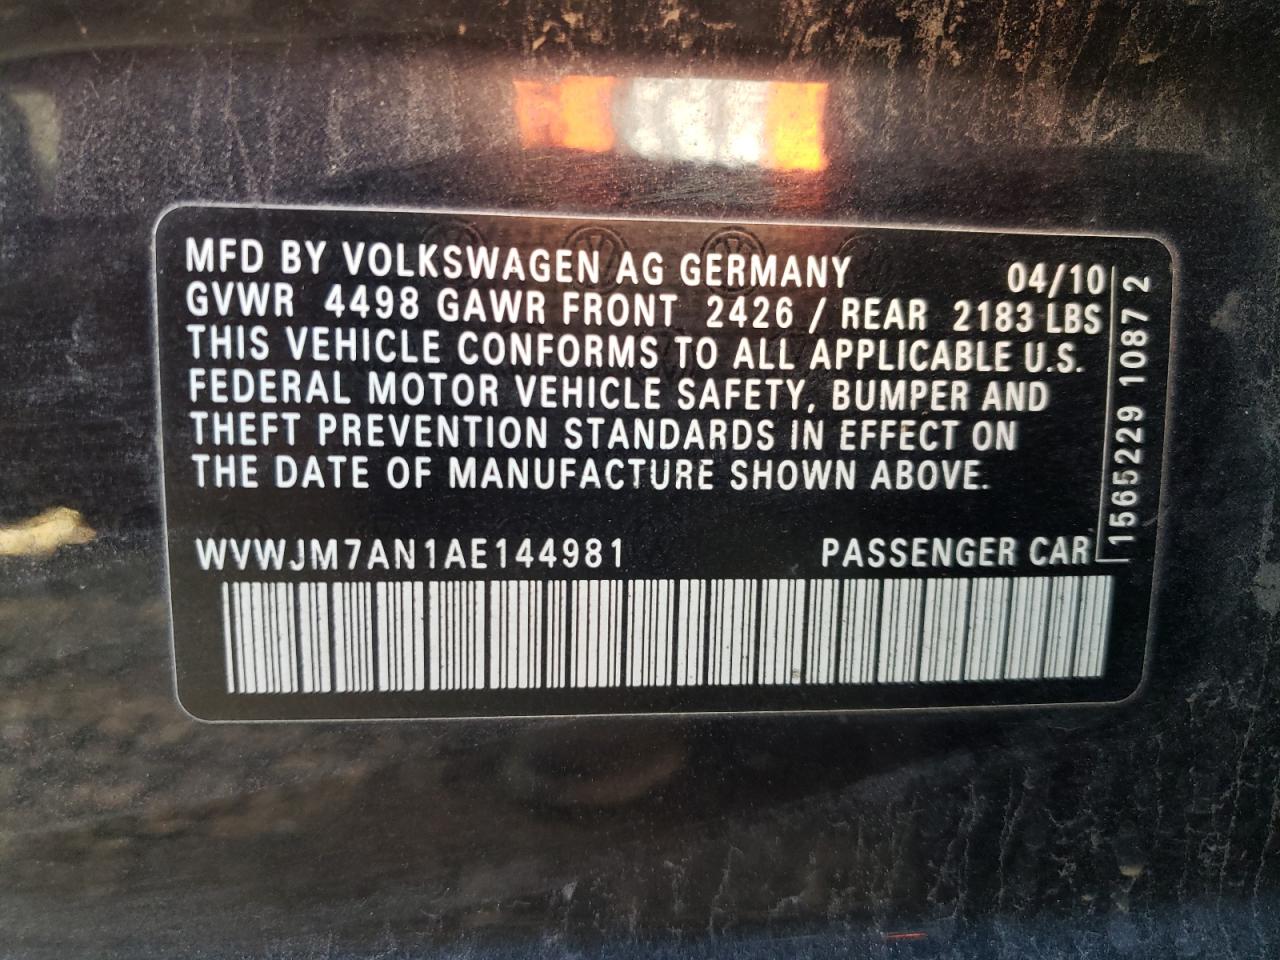 MFD BY VOLKSWAGEN AG GERMANY 04/10
GVWR 4498 GAWR FRONT 2426 / REAR 2183 LBS
THIS VEHICLE CONFORMS TO ALL APPLICABLE U.S.
FEDERAL MOTOR VEHICLE SAFETY, BUMPER AND
THEFT PREVENTION STANDARDS IN EFFECT ON
THE DATE OF MANUFACTURE SHOWN ABOVE.
WVWJM7AN1AE144981 PASSENGER CAR
1565229 1087 2